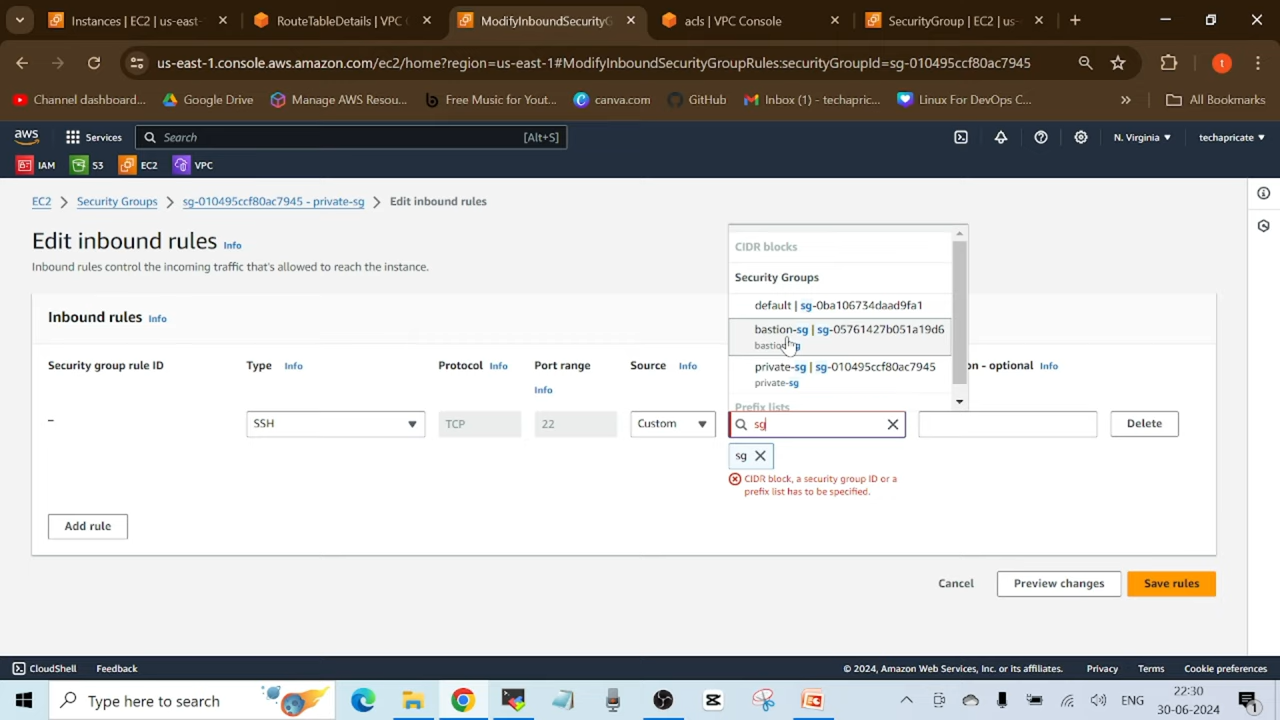 Instances | EC2 | us-east-
RouteTableDetails | VPC
ModifyInboundSecurityG
acls | VPC Console
SecurityGroup | EC2 | us-
us-east-1.console.aws.amazon.com/ec2/home?region=us-east-1#ModifyInboundSecurityGroupRules:securityGroupId=sg-010495ccf80ac7945
t
Channel dashboard...
Google Drive
Manage AWS Resou...
Free Music for Yout...
canva.com
GitHub
Inbox (1) - techapric...
Linux For DevOps C...
All Bookmarks
aws
Services
Search
[Alt+S]
N. Virginia
techapricate
IAM
S3
EC2
VPC
EC2
Security Groups
sg-010495ccf80ac7945 - private-sg
Edit inbound rules
Edit inbound rules Info
Inbound rules control the incoming traffic that's allowed to reach the instance.
Inbound rules Info
Security group rule ID
Type Info
Protocol Info
Port range
Info
Source Info
n - optional Info
CIDR blocks
Security Groups
default | sg-0ba106734daad9fa1
bastion-sg | sg-05761427b051a19d6
private-sg | sg-010495ccf80ac7945
private-sg
Prefix lists
–
SSH
TCP
22
Custom
sg
Delete
sg
CIDR block, a security group ID or a
prefix list has to be specified.
Add rule
Cancel
Preview changes
Save rules
CloudShell
Feedback
© 2024, Amazon Web Services, Inc. or its affiliates.
Privacy
Terms
Cookie preferences
Type here to search
ENG
22:30
30-06-2024
1